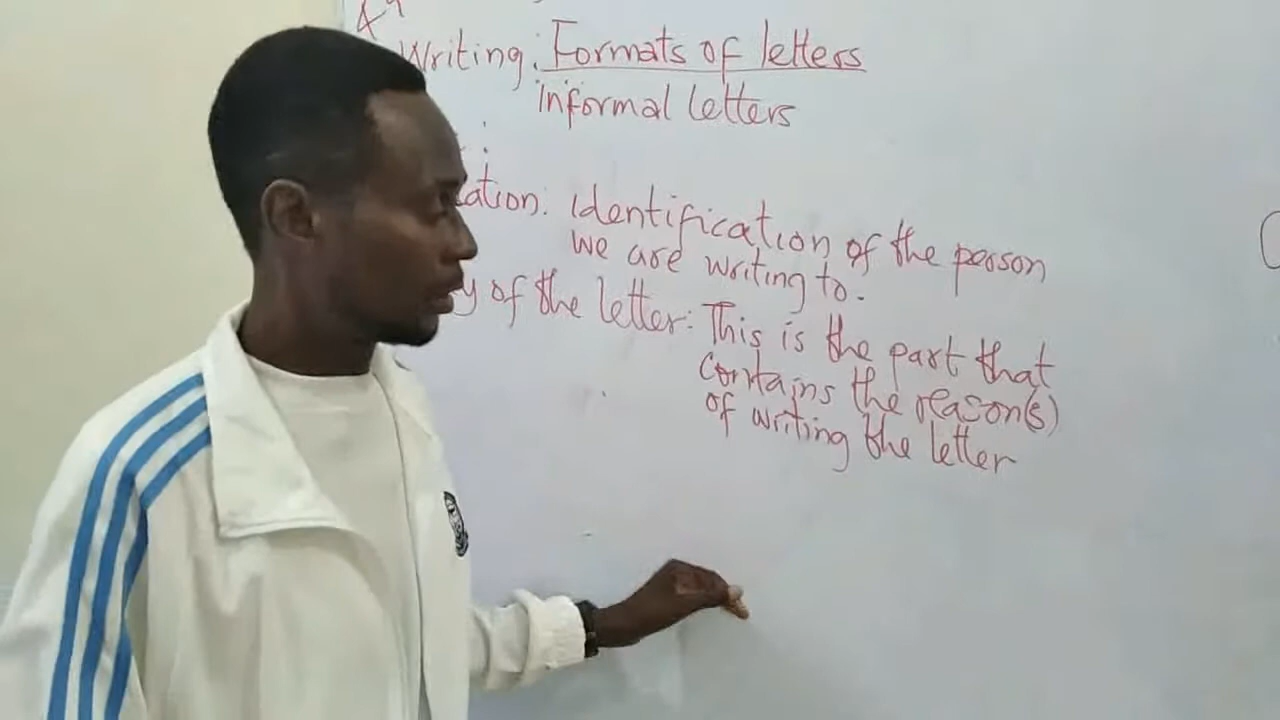 Writing: Formats of letters
Informal letters
cation: Identification of the person
we are writing to.
y of the letter: This is the part that
contains the reason(s)
of writing the letter